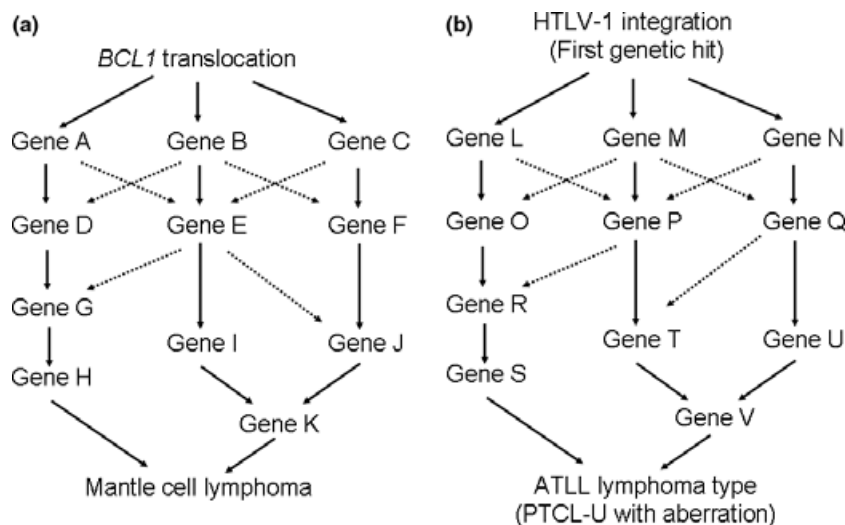 (a)
BCL1 translocation
Gene A Gene B Gene C
Gene D Gene E Gene F
Gene G
Gene I Gene J
Gene H
Gene K
Mantle cell lymphoma
(b)
HTLV-1 integration
(First genetic hit)
Gene L Gene M Gene N
Gene O Gene P Gene Q
Gene R
Gene T Gene U
Gene S
Gene V
ATLL lymphoma type
(PTCL-U with aberration)